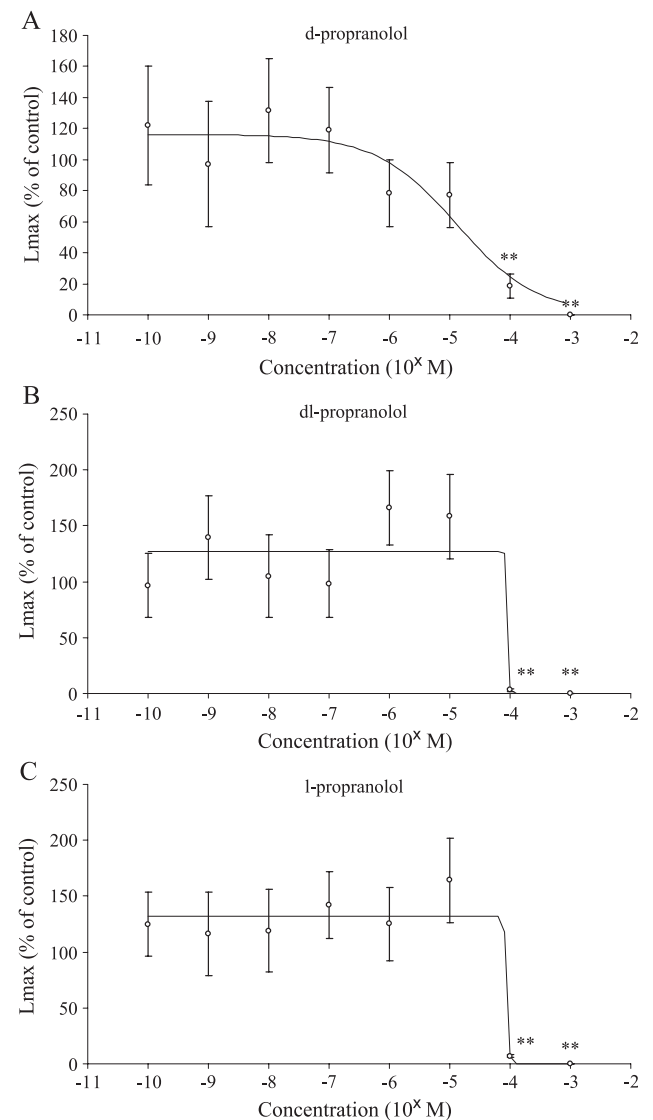 A
d-propranolol
180
160
140
120
100
80
60
40
20
0
Lmax (% of control)
** **
-11 -10 -9 -8 -7 -6 -5 -4 -3 -2
Concentration (10^x M)
B
dl-propranolol
250
200
150
100
50
0
Lmax (% of control)
** **
-11 -10 -9 -8 -7 -6 -5 -4 -3 -2
Concentration (10^x M)
C
l-propranolol
250
200
150
100
50
0
Lmax (% of control)
** **
-11 -10 -9 -8 -7 -6 -5 -4 -3 -2
Concentration (10^x M)